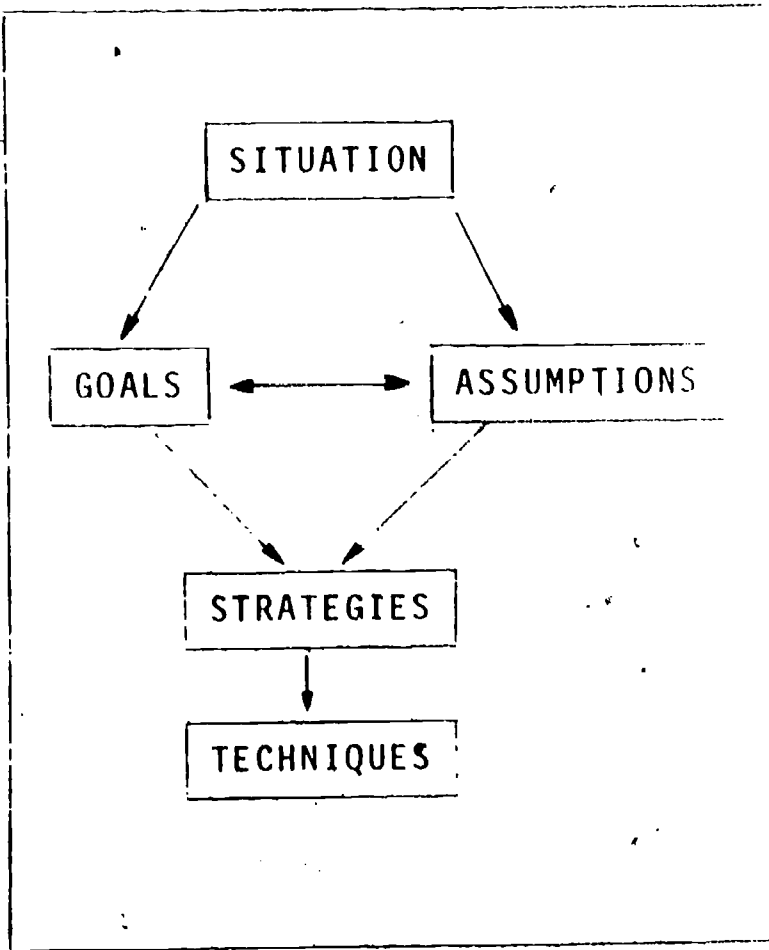 SITUATION
GOALS
ASSUMPTIONS
STRATEGIES
TECHNIQUES